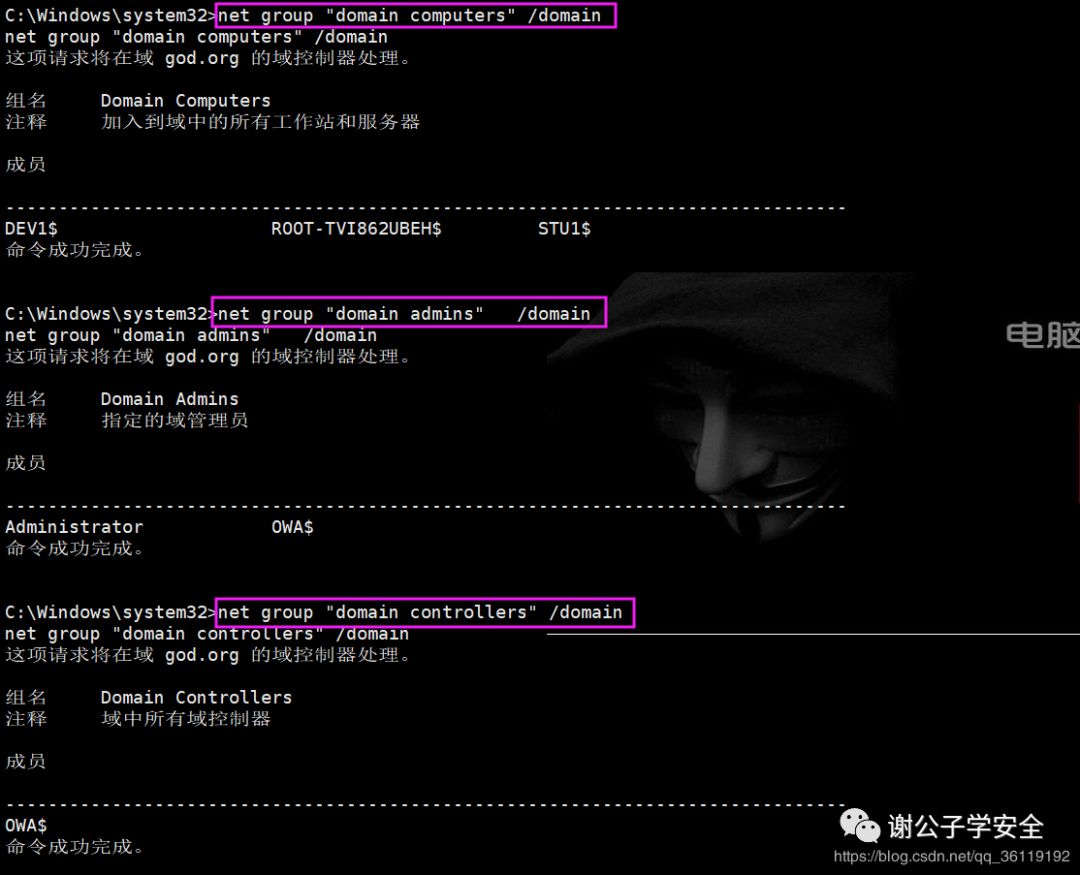 C:\Windows\system32>net group "domain computers" /domain
net group "domain computers" /domain
这项请求将在域 god.org 的域控制器处理。
组名     Domain Computers
注释     加入到域中的所有工作站和服务器
成员
-------------------------------------------------------------------------------
DEV1$                    ROOT-TVI862UBEH$         STU1$
命令成功完成。
C:\Windows\system32>net group "domain admins"   /domain
net group "domain admins"   /domain
这项请求将在域 god.org 的域控制器处理。
组名     Domain Admins
注释     指定的域管理员
电脑
成员
-------------------------------------------------------------------------------
Administrator            OWA$
命令成功完成。
C:\Windows\system32>net group "domain controllers" /domain
net group "domain controllers" /domain
这项请求将在域 god.org 的域控制器处理。
组名     Domain Controllers
注释     域中所有域控制器
成员
-------------------------------------------------------------------------------
OWA$
命令成功完成。
谢公子学安全
https://blog.csdn.net/qq_36119192